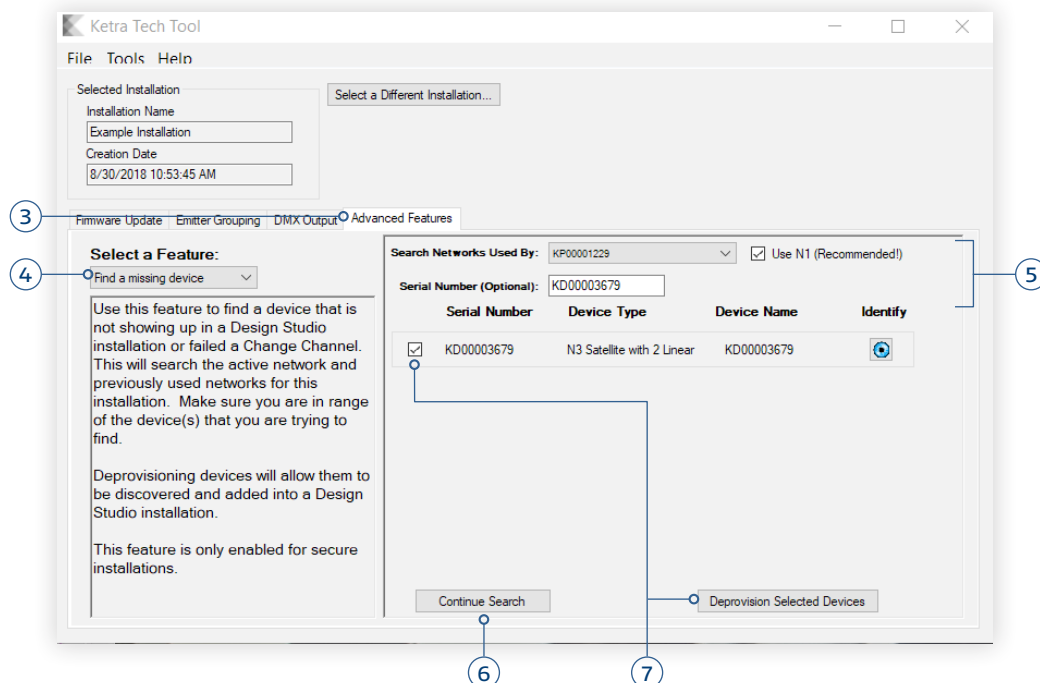 Ketra Tech Tool
File Tools Help
Selected Installation
Select a Different Installation...
Installation Name
Example Installation
Creation Date
8/30/2018 10:53:45 AM
3
Firmware Update Emitter Grouping DMX Output Advanced Features
Select a Feature:
4
Find a missing device
Use this feature to find a device that is
not showing up in a Design Studio
installation or failed a Change Channel.
This will search the active network and
previously used networks for this
installation. Make sure you are in range
of the device(s) that you are trying to
find.
Deprovisioning devices will allow them to
be discovered and added into a Design
Studio installation.
This feature is only enabled for secure
installations.
Search Networks Used By: KP00001229 Use N1 (Recommended!)
5
Serial Number (Optional): KD00003679
Serial Number Device Type Device Name Identify
KD00003679 N3 Satellite with 2 Linear KD00003679
Continue Search Deprovision Selected Devices
6 7